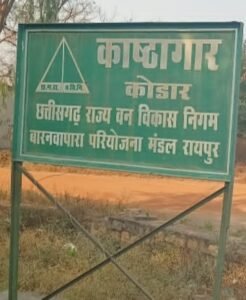 काष्ठागार
कोडार
छत्तीसगढ़ राज्य वन विकास निगम
बारनवापारा परियोजना मंडल रायपुर